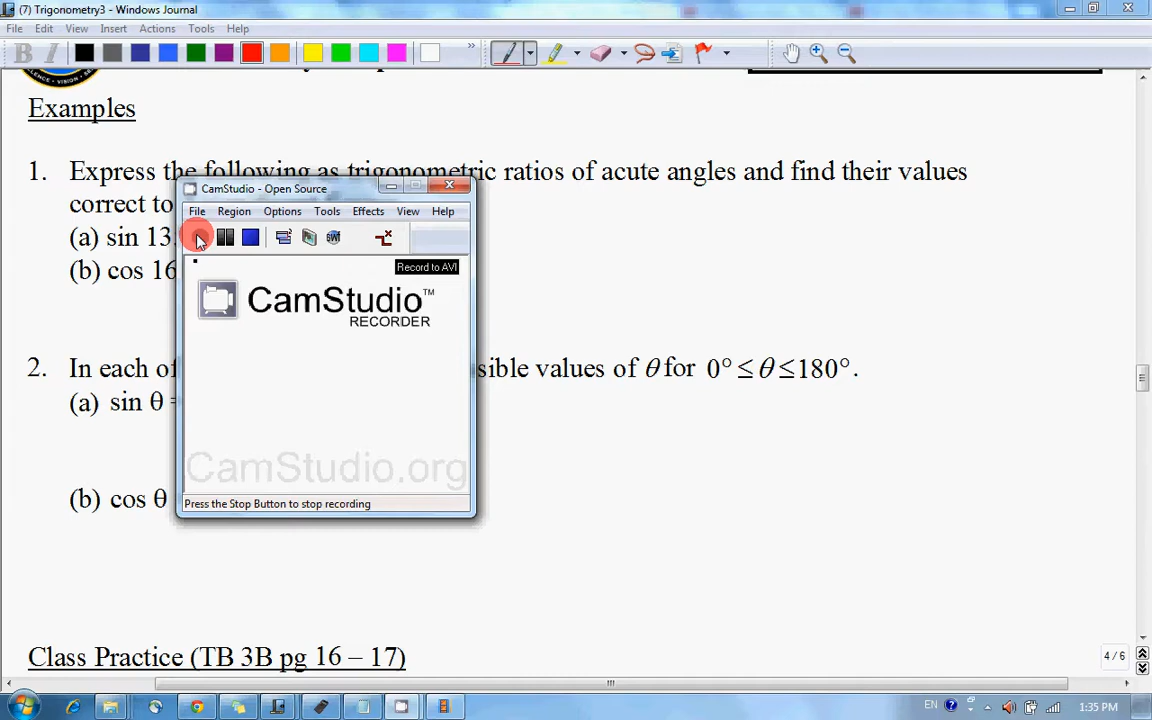 (7) Trigonometry3 - Windows Journal
File Edit View Insert Actions Tools Help
B I
Examples
1. Express the following as trigonometric ratios of acute angles and find their values
correct to
(a) sin 13
(b) cos 16
CamStudio - Open Source
File Region Options Tools Effects View Help
SWF
Record to AVI
CamStudio™
RECORDER
CamStudio.org
Press the Stop Button to stop recording
2. In each of sible values of θ for 0° ≤ θ ≤ 180° .
(a) sin θ =
(b) cos θ
Class Practice (TB 3B pg 16 – 17)
4 / 6
EN 1:35 PM